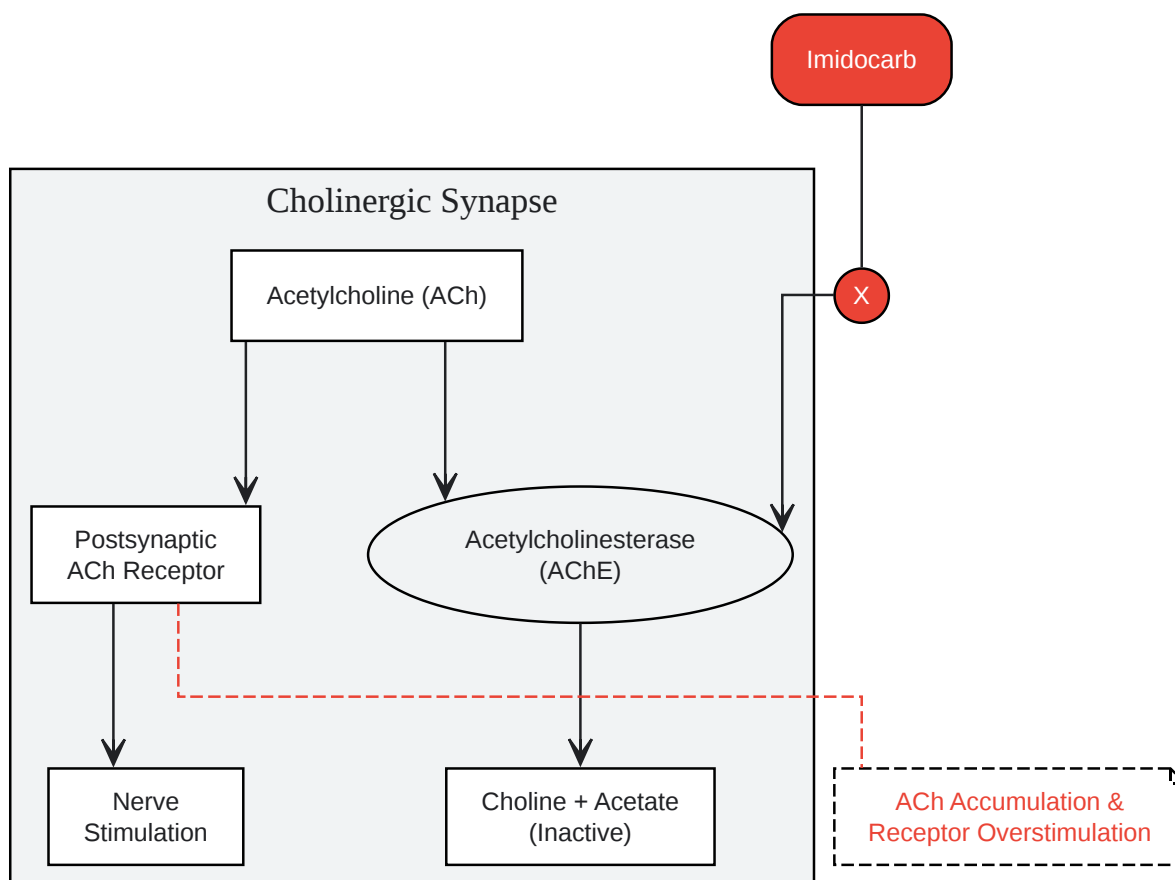 Imidocarb
Cholinergic Synapse
Acetylcholine (ACh)
X
Postsynaptic
ACh Receptor
Acetylcholinesterase
(AChE)
Nerve
Stimulation
Choline + Acetate
(Inactive)
ACh Accumulation &
Receptor Overstimulation